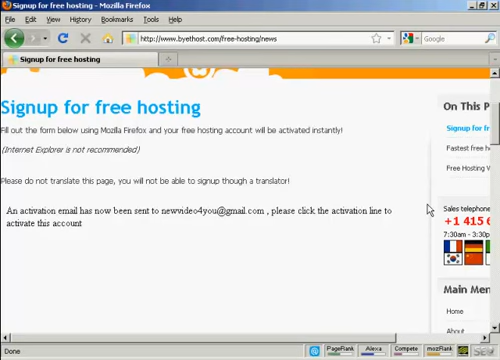 Signup for free hosting - Mozilla Firefox
File Edit View History Bookmarks Tools Help
http://www.byethost.com/free-hosting/news
Google
Signup for free hosting
Signup for free hosting
On This P
Fill out the form below using Mozilla Firefox and your free hosting account will be activated instantly!
Signup for fr
(Internet Explorer is not recommended)
Fastest free h
Free Hosting V
Please do not translate this page, you will not be able to signup though a translator!
An activation email has now been sent to newvideo4you@gmail.com , please click the activation line to
activate this account
Sales telephone
+1 415 6
7:30am - 3:30p
Main Men
Home
About
Done
PageRank
Alexa
Compete
mozRank